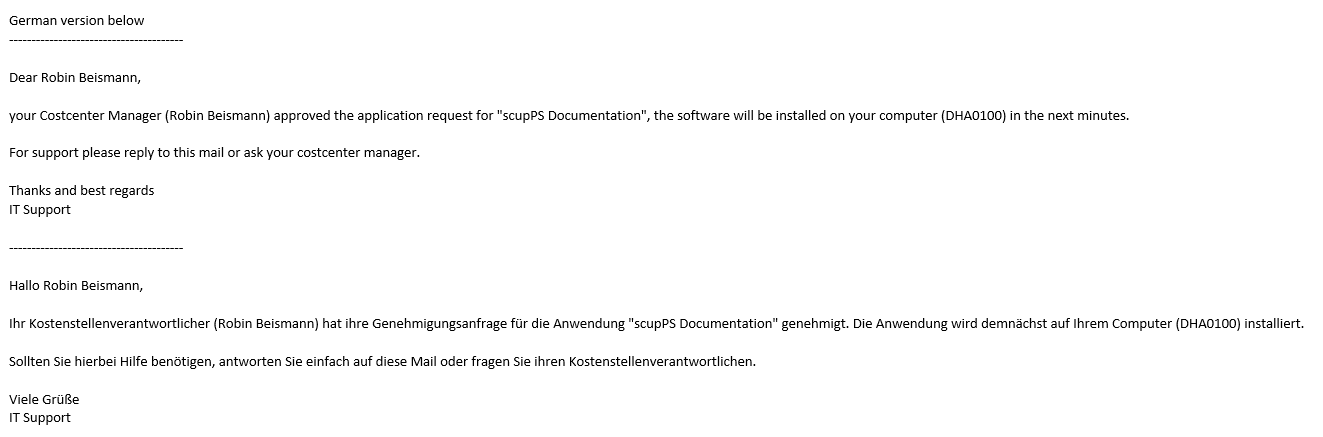 German version below
---------------------------------------
Dear Robin Beismann,
your Costcenter Manager (Robin Beismann) approved the application request for "scupPS Documentation", the software will be installed on your computer (DHA0100) in the next minutes.
For support please reply to this mail or ask your costcenter manager.
Thanks and best regards
IT Support
---------------------------------------
Hallo Robin Beismann,
Ihr Kostenstellenverantwortlicher (Robin Beismann) hat ihre Genehmigungsanfrage für die Anwendung "scupPS Documentation" genehmigt. Die Anwendung wird demnächst auf Ihrem Computer (DHA0100) installiert.
Sollten Sie hierbei Hilfe benötigen, antworten Sie einfach auf diese Mail oder fragen Sie ihren Kostenstellenverantwortlichen.
Viele Grüße
IT Support